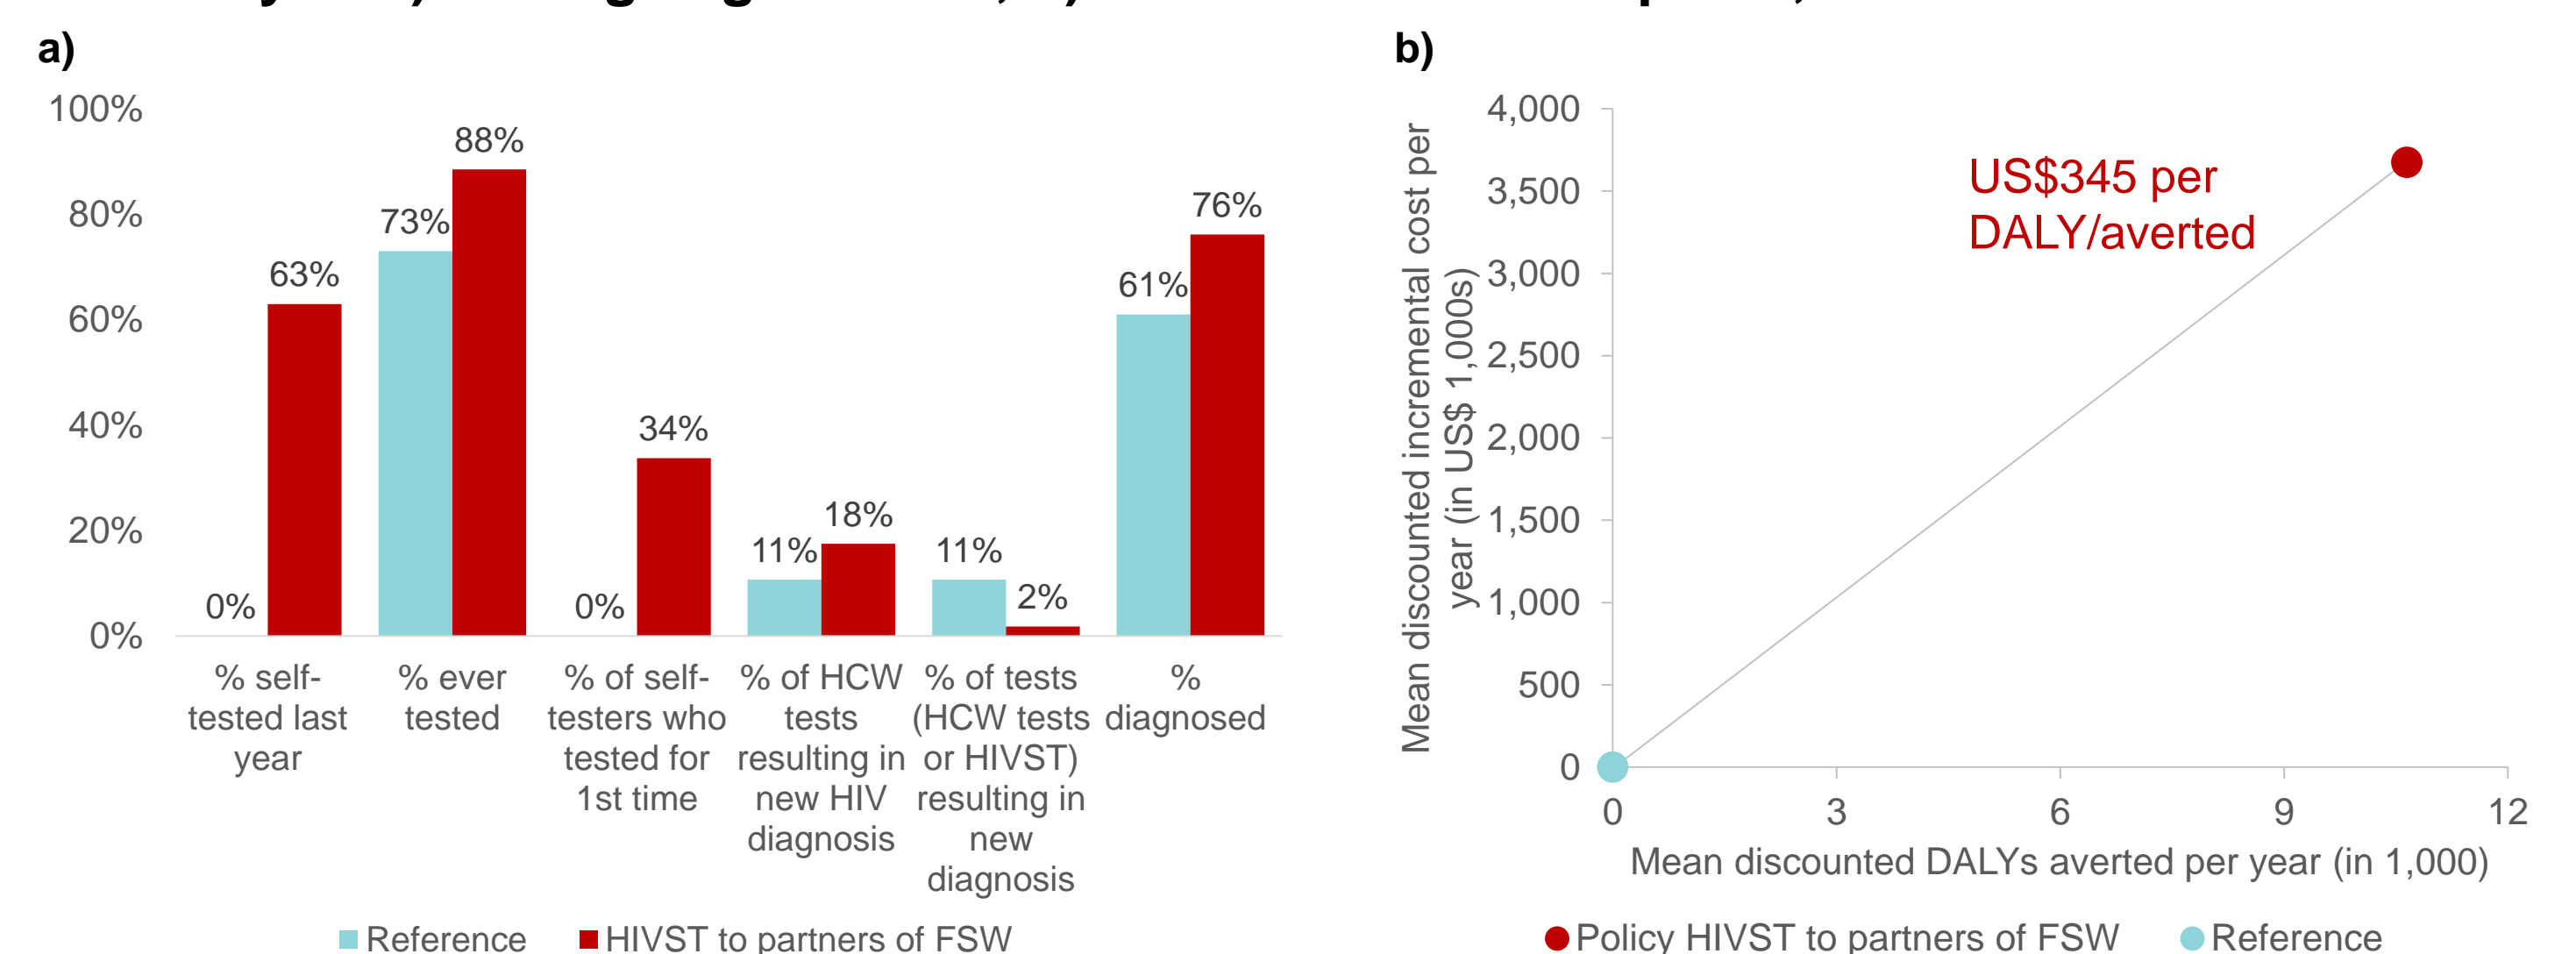 a)
100%
80%
60%
40%
20%
0%
0%
63%
73%
88%
0%
34%
11%
18%
11%
2%
61%
76%
% self-
tested last
year
% ever
tested
% of self-
testers who
tested for
1st time
% of HCW
tests
resulting in
new HIV
diagnosis
% of tests
(HCW tests
or HIVST)
resulting in
new
diagnosis
%
diagnosed
Reference
HIVST to partners of FSW
b)
Mean discounted incremental cost per
year (in US$ 1,000s)
4,000
3,500
3,000
2,500
2,000
1,500
1,000
500
0
US$345 per
DALY/averted
0 3 6 9 12
Mean discounted DALYs averted per year (in 1,000)
Policy HIVST to partners of FSW
Reference